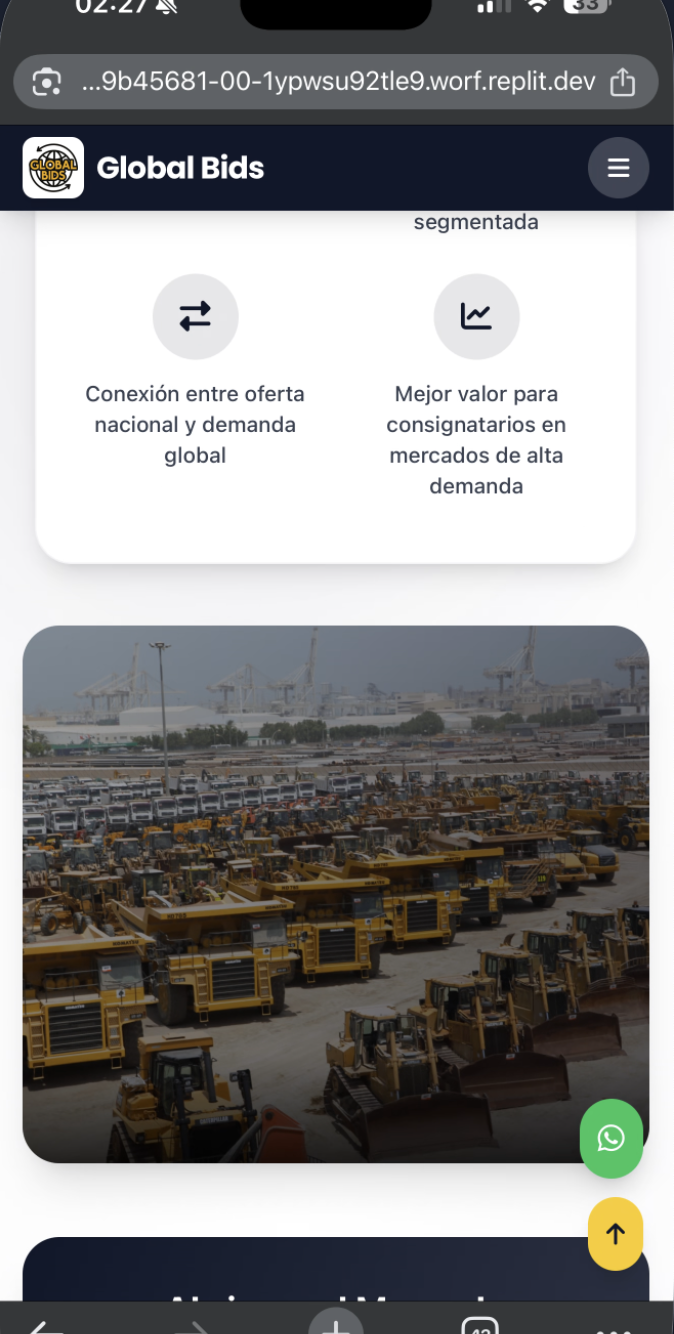 02:27
33
...9b45681-00-1ypwsu92tle9.worf.replit.dev
GLOBAL
BIDS
Global Bids
segmentada
Conexión entre oferta
nacional y demanda
global
Mejor valor para
consignatarios en
mercados de alta
demanda
KOMATSU